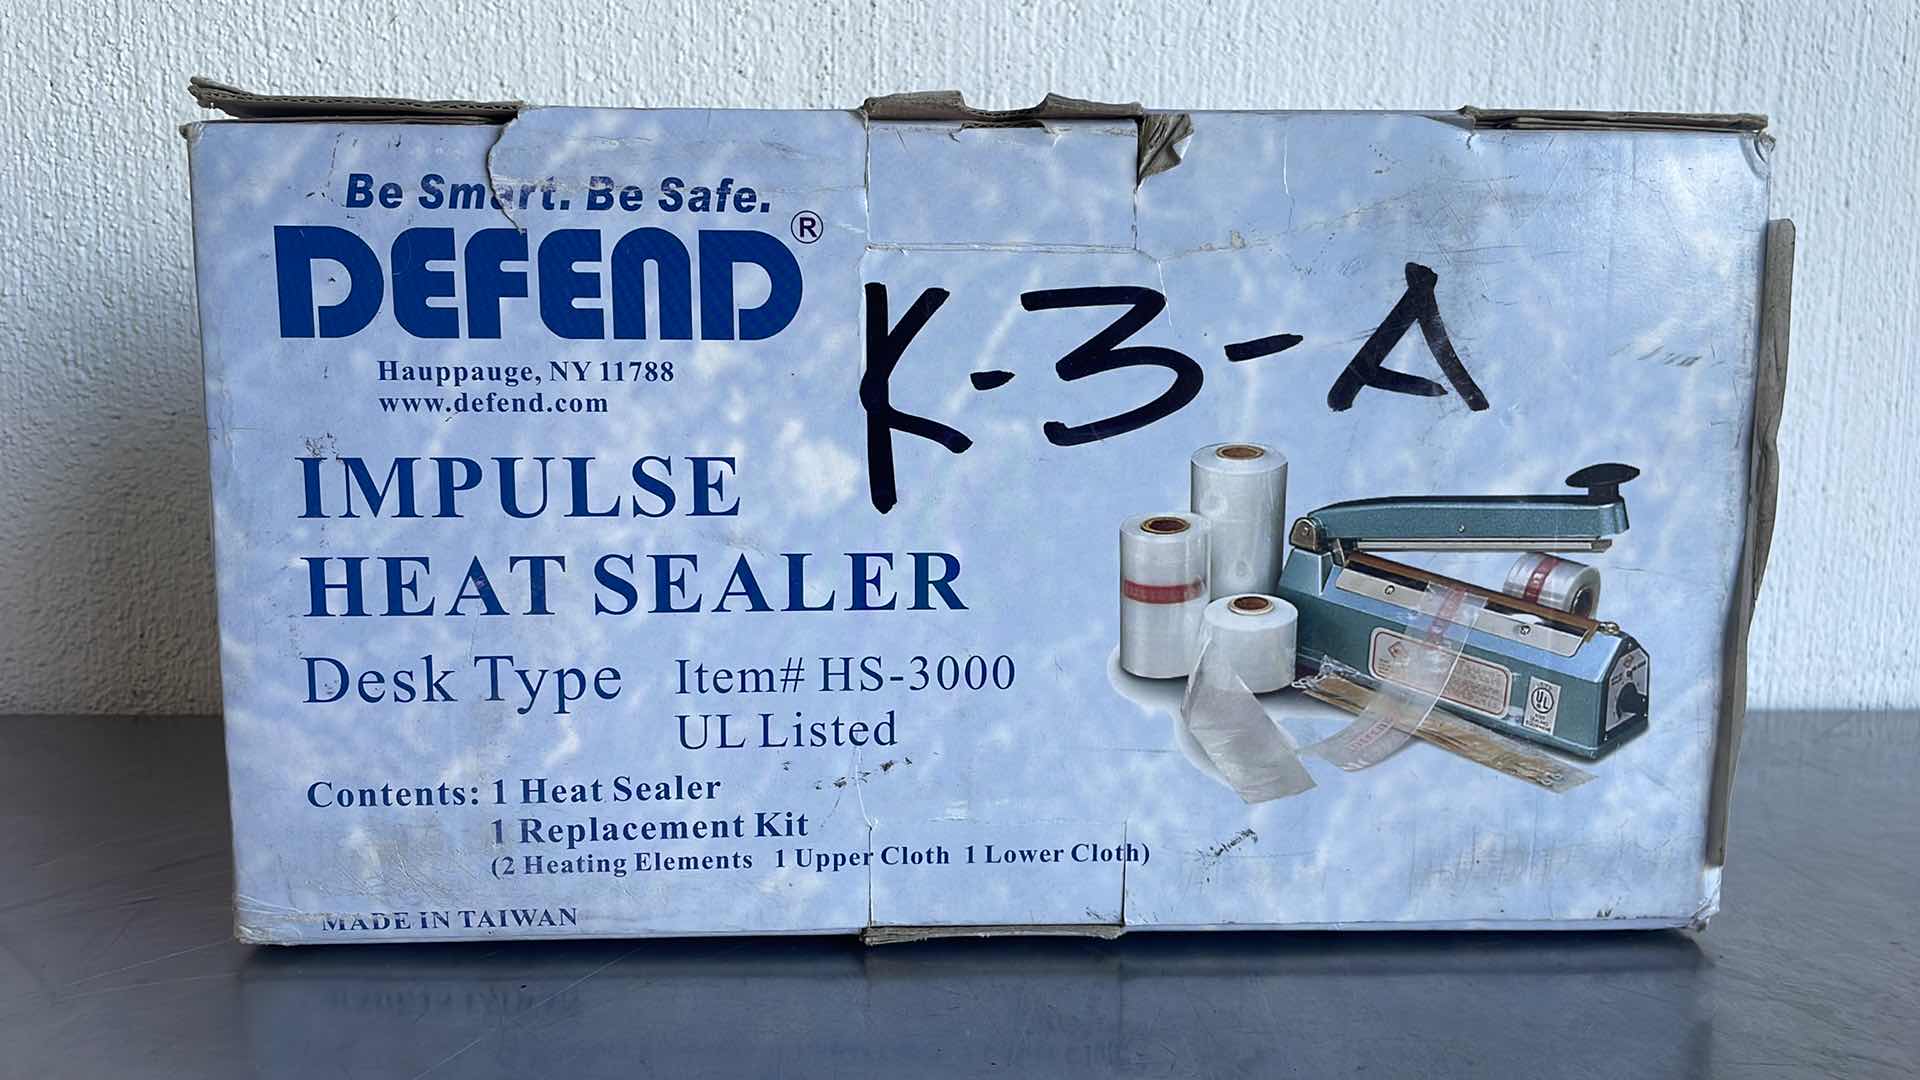 Be Smart. Be Safe.
DEFEND®
Hauppauge, NY 11788
www.defend.com
K-3-A
IMPULSE
HEAT SEALER
Desk Type
Item# HS-3000
UL Listed
Contents: 1 Heat Sealer
1 Replacement Kit
(2 Heating Elements 1 Upper Cloth 1 Lower Cloth)
MADE IN TAIWAN
UL